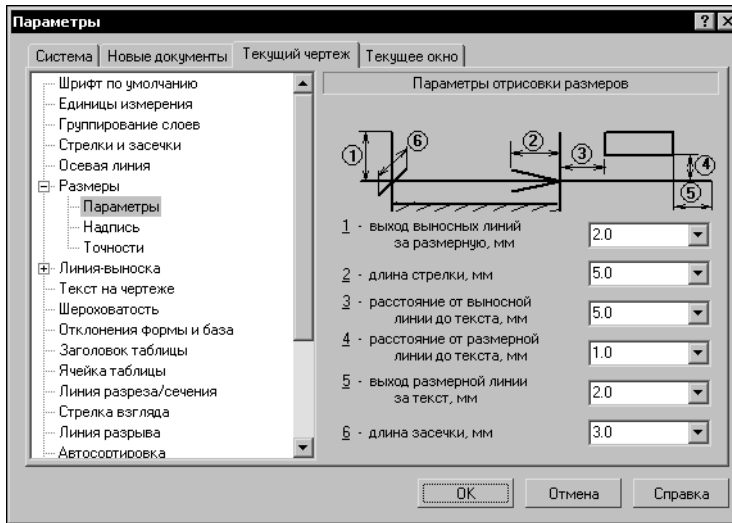 Параметры
Система Новые документы Текущий чертеж Текущее окно
Шрифт по умолчанию
Единицы измерения
Группирование слоев
Стрелки и засечки
Осевая линия
Размеры
Параметры
Надпись
Точности
Линия-выноска
Текст на чертеже
Шероховатость
Отклонения формы и база
Заголовок таблицы
Ячейка таблицы
Линия разреза/сечения
Стрелка взгляда
Линия разрыва
Автосортировка
Параметры отрисовки размеров
1 6 2 3 4 5
1 - выход выносных линий
за размерную, мм 2.0
2 - длина стрелки, мм 5.0
3 - расстояние от выносной
линии до текста, мм 5.0
4 - расстояние от размерной
линии до текста, мм 1.0
5 - выход размерной линии
за текст, мм 2.0
6 - длина засечки, мм 3.0
OK Отмена Справка